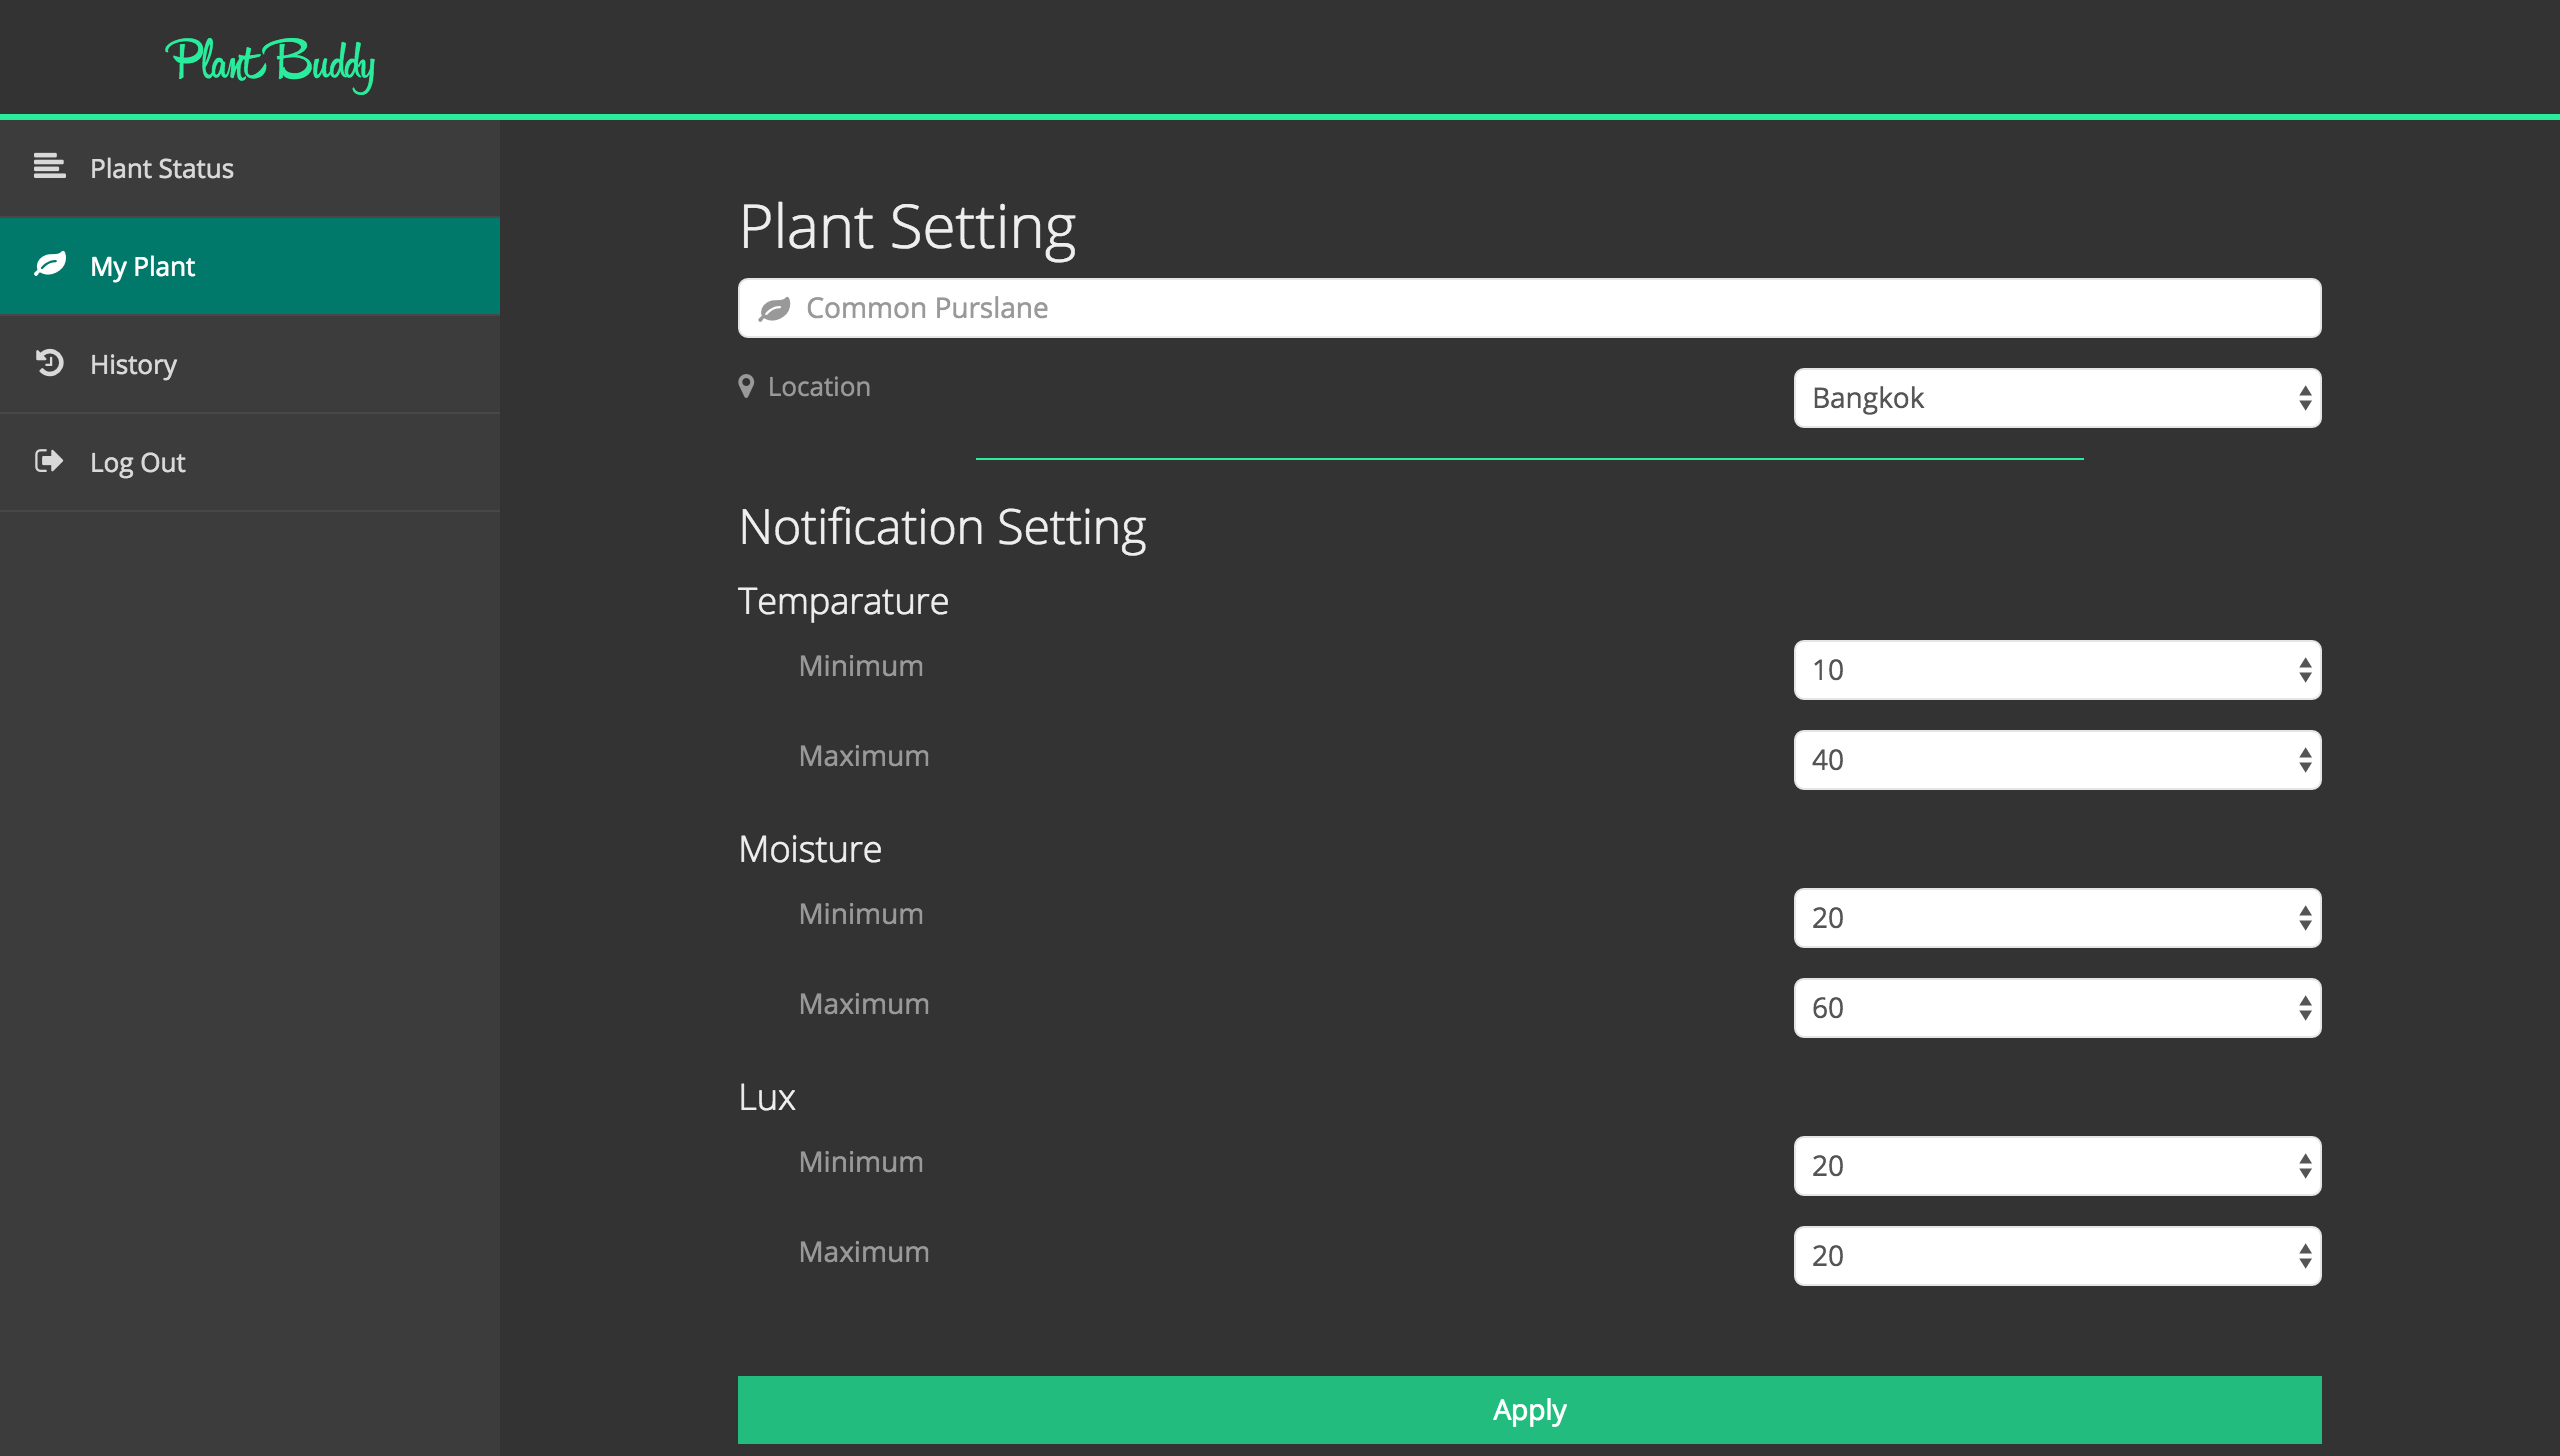 Plant Buddy
Plant Status
My Plant
History
Log Out
Plant Setting
Common Purslane
Location
Bangkok
Notification Setting
Temparature
Minimum
10
Maximum
40
Moisture
Minimum
20
Maximum
60
Lux
Minimum
20
Maximum
20
Apply